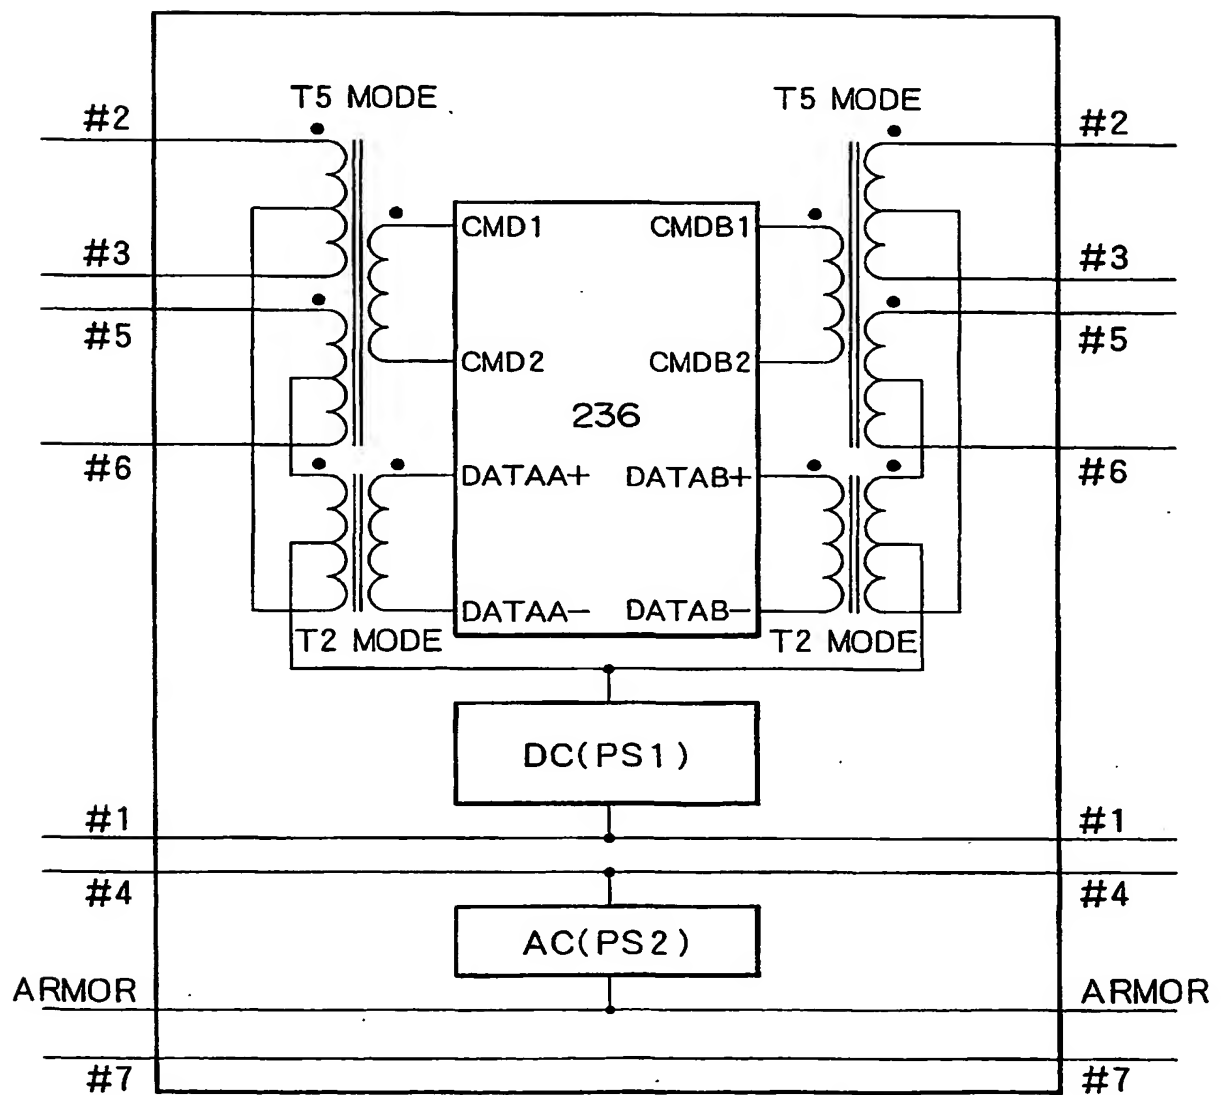 T5 MODE T5 MODE
#2 #2
CMD1 CMDB1
#3 #3
#5 #5
CMD2 CMDB2
236
#6 #6
DATAA+ DATAB+
DATAA− DATAB−
T2 MODE T2 MODE
DC(PS1)
#1 #1
#4 #4
AC(PS2)
ARMOR ARMOR
#7 #7